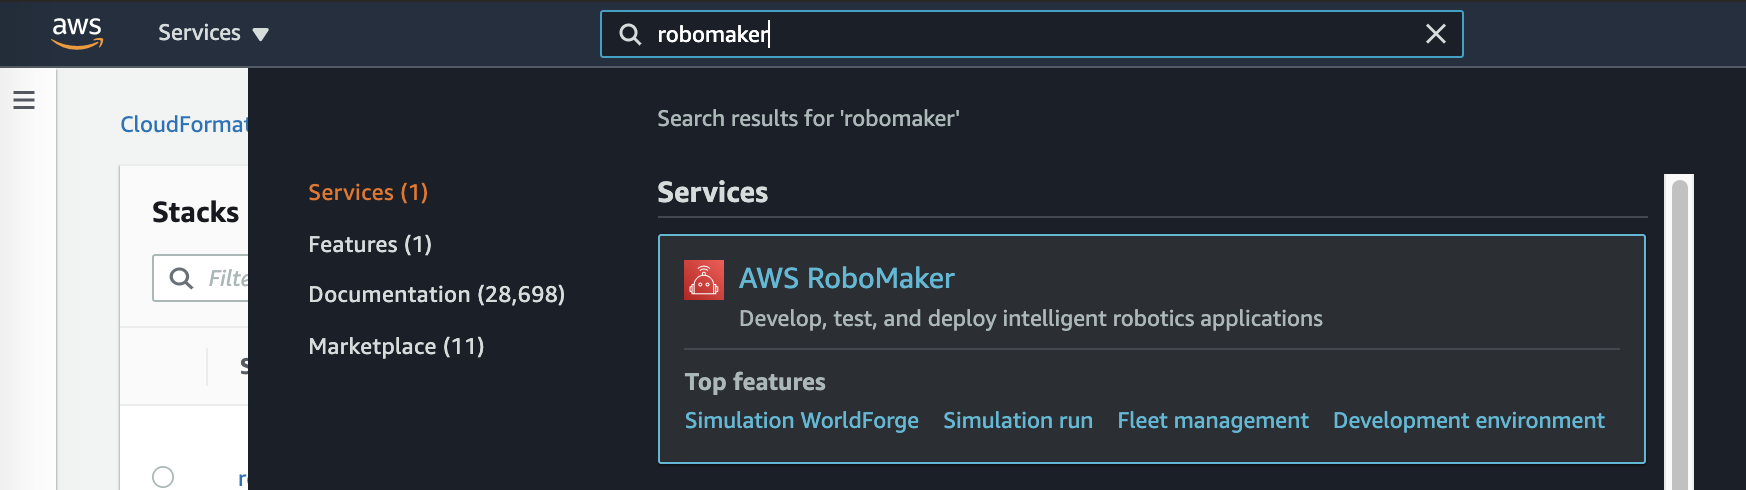 aws Services robomaker
CloudFormat
Search results for 'robomaker'
Stacks
Filte
Services (1)
Features (1)
Documentation (28,698)
Marketplace (11)
Services
AWS RoboMaker
Develop, test, and deploy intelligent robotics applications
Top features
Simulation WorldForge Simulation run Fleet management Development environment